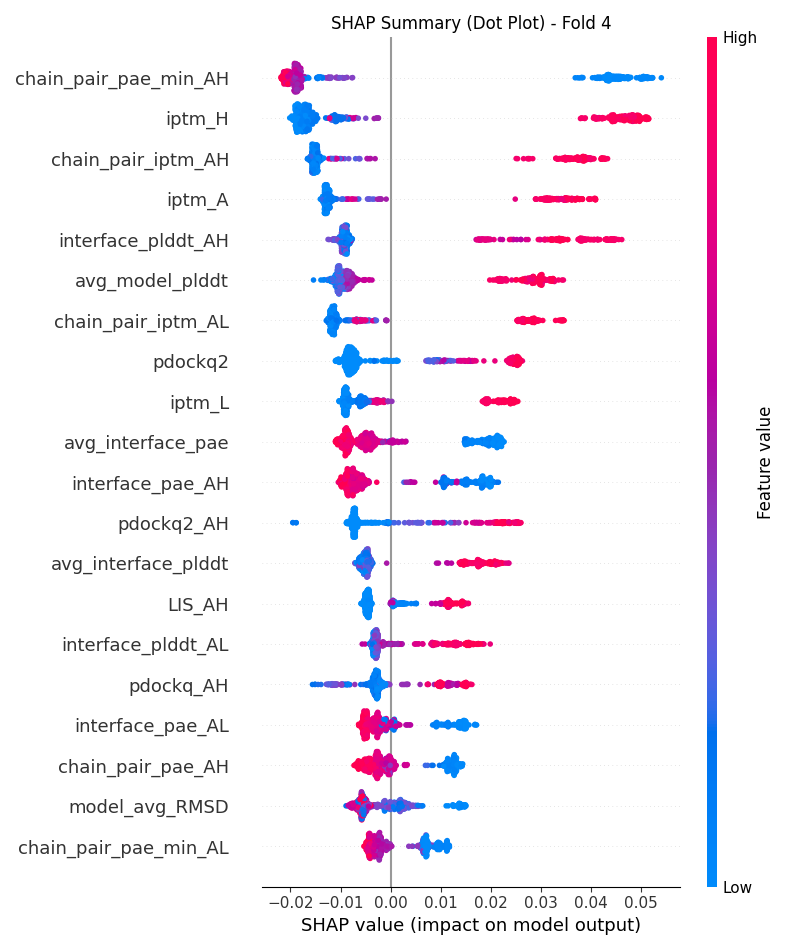 SHAP Summary (Dot Plot) - Fold 4
High
chain_pair_pae_min_AH
iptm_H
chain_pair_iptm_AH
iptm_A
interface_plddt_AH
avg_model_plddt
chain_pair_iptm_AL
pdockq2
iptm_L
avg_interface_pae
interface_pae_AH
pdockq2_AH
avg_interface_plddt
LIS_AH
interface_plddt_AL
pdockq_AH
interface_pae_AL
chain_pair_pae_AH
model_avg_RMSD
chain_pair_pae_min_AL
Feature value
Low
−0.02 −0.01 0.00 0.01 0.02 0.03 0.04 0.05
SHAP value (impact on model output)